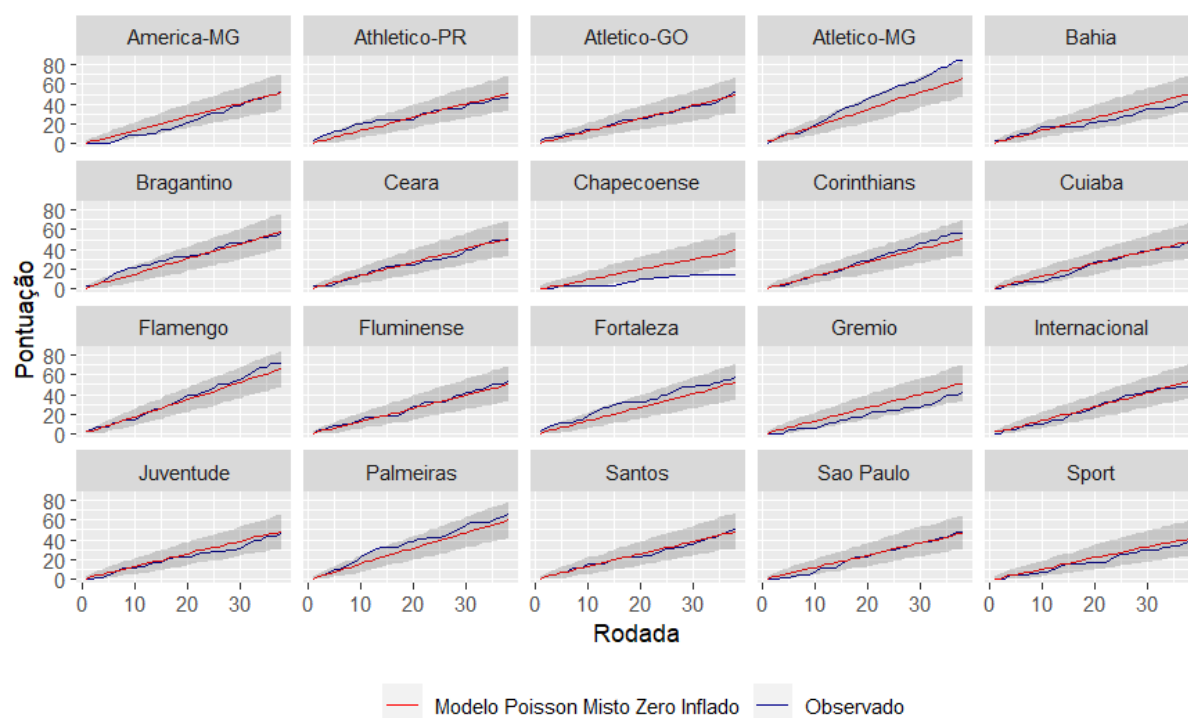 America-MG Athletico-PR Atletico-GO Atletico-MG Bahia
80
60
40
20
0
Bragantino Ceara Chapecoense Corinthians Cuiaba
80
60
40
20
0
Flamengo Fluminense Fortaleza Gremio Internacional
80
60
40
20
0
Juventude Palmeiras Santos Sao Paulo Sport
80
60
40
20
0
Pontuação
0 10 20 30 0 10 20 30 0 10 20 30 0 10 20 30 0 10 20 30
Rodada
Modelo Poisson Misto Zero Inflado Observado